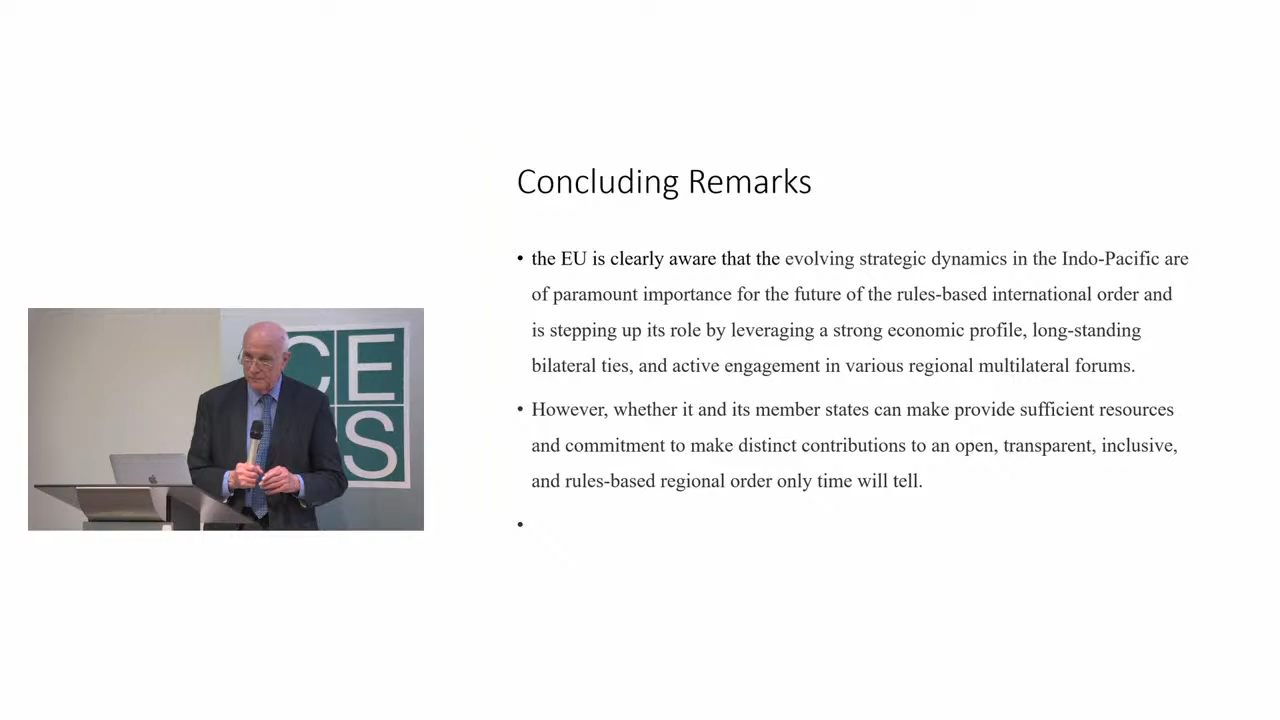 Concluding Remarks
• the EU is clearly aware that the evolving strategic dynamics in the Indo-Pacific are
of paramount importance for the future of the rules-based international order and
is stepping up its role by leveraging a strong economic profile, long-standing
bilateral ties, and active engagement in various regional multilateral forums.
• However, whether it and its member states can make provide sufficient resources
and commitment to make distinct contributions to an open, transparent, inclusive,
and rules-based regional order only time will tell.
•
C E
S